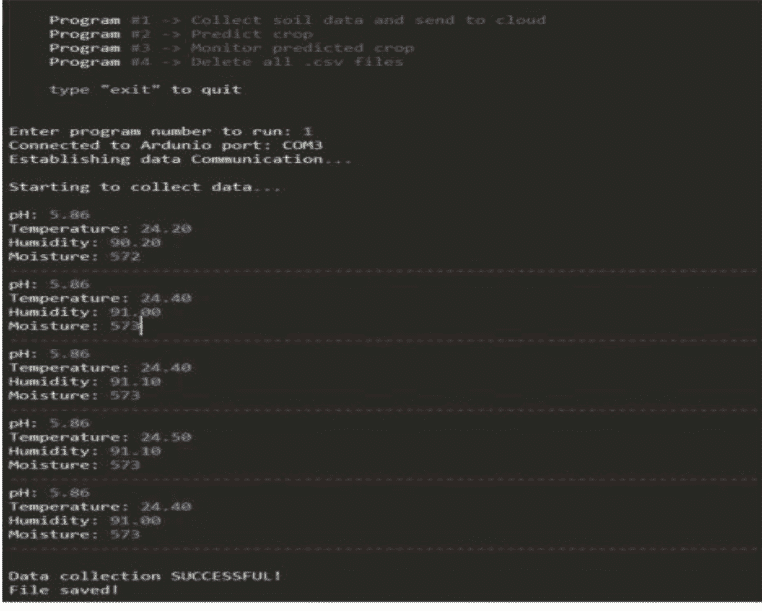 Program #1 -> Collect soil data and send to cloud
Program #2 -> Predict crop
Program #3 -> Monitor predicted crop
Program #4 -> Delete all .csv files
type "exit" to quit
Enter program number to run: 1
Connected to Ardunio port: COM3
Establishing data Communication...
Starting to collect data...
pH: 5.86
Temperature: 24.20
Humidity: 90.20
Moisture: 572
pH: 5.86
Temperature: 24.40
Humidity: 91.00
Moisture: 573
pH: 5.86
Temperature: 24.40
Humidity: 91.10
Moisture: 573
pH: 5.86
Temperature: 24.50
Humidity: 91.10
Moisture: 573
pH: 5.86
Temperature: 24.40
Humidity: 91.00
Moisture: 573
Data collection SUCCESSFUL!
File saved!